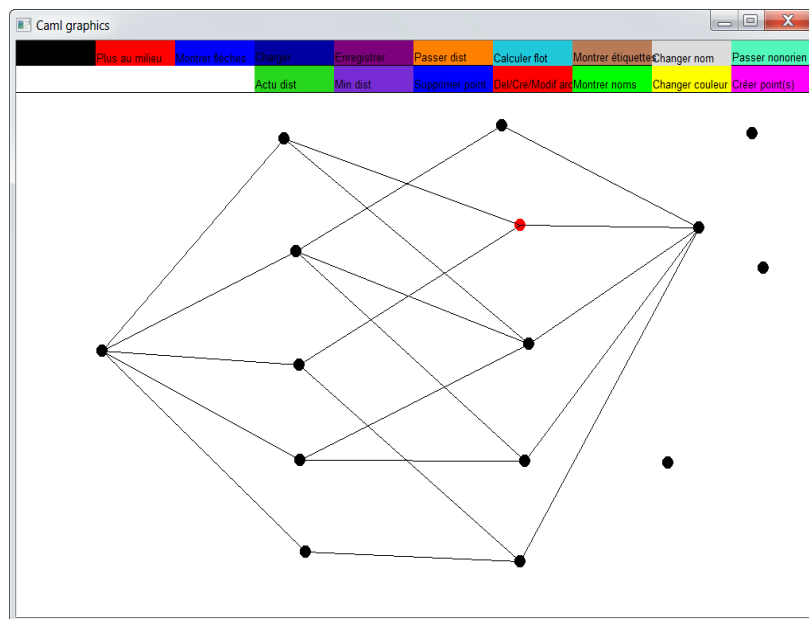 Caml graphics
Plus au milieu Montrer flèches Charger Enregistrer Passer dist Calculer flot Montrer étiquettes Changer nom Passer nonorien
Actu dist Min dist Supprimer point Del/Cre/Modif arc Montrer noms Changer couleur Créer point(s)